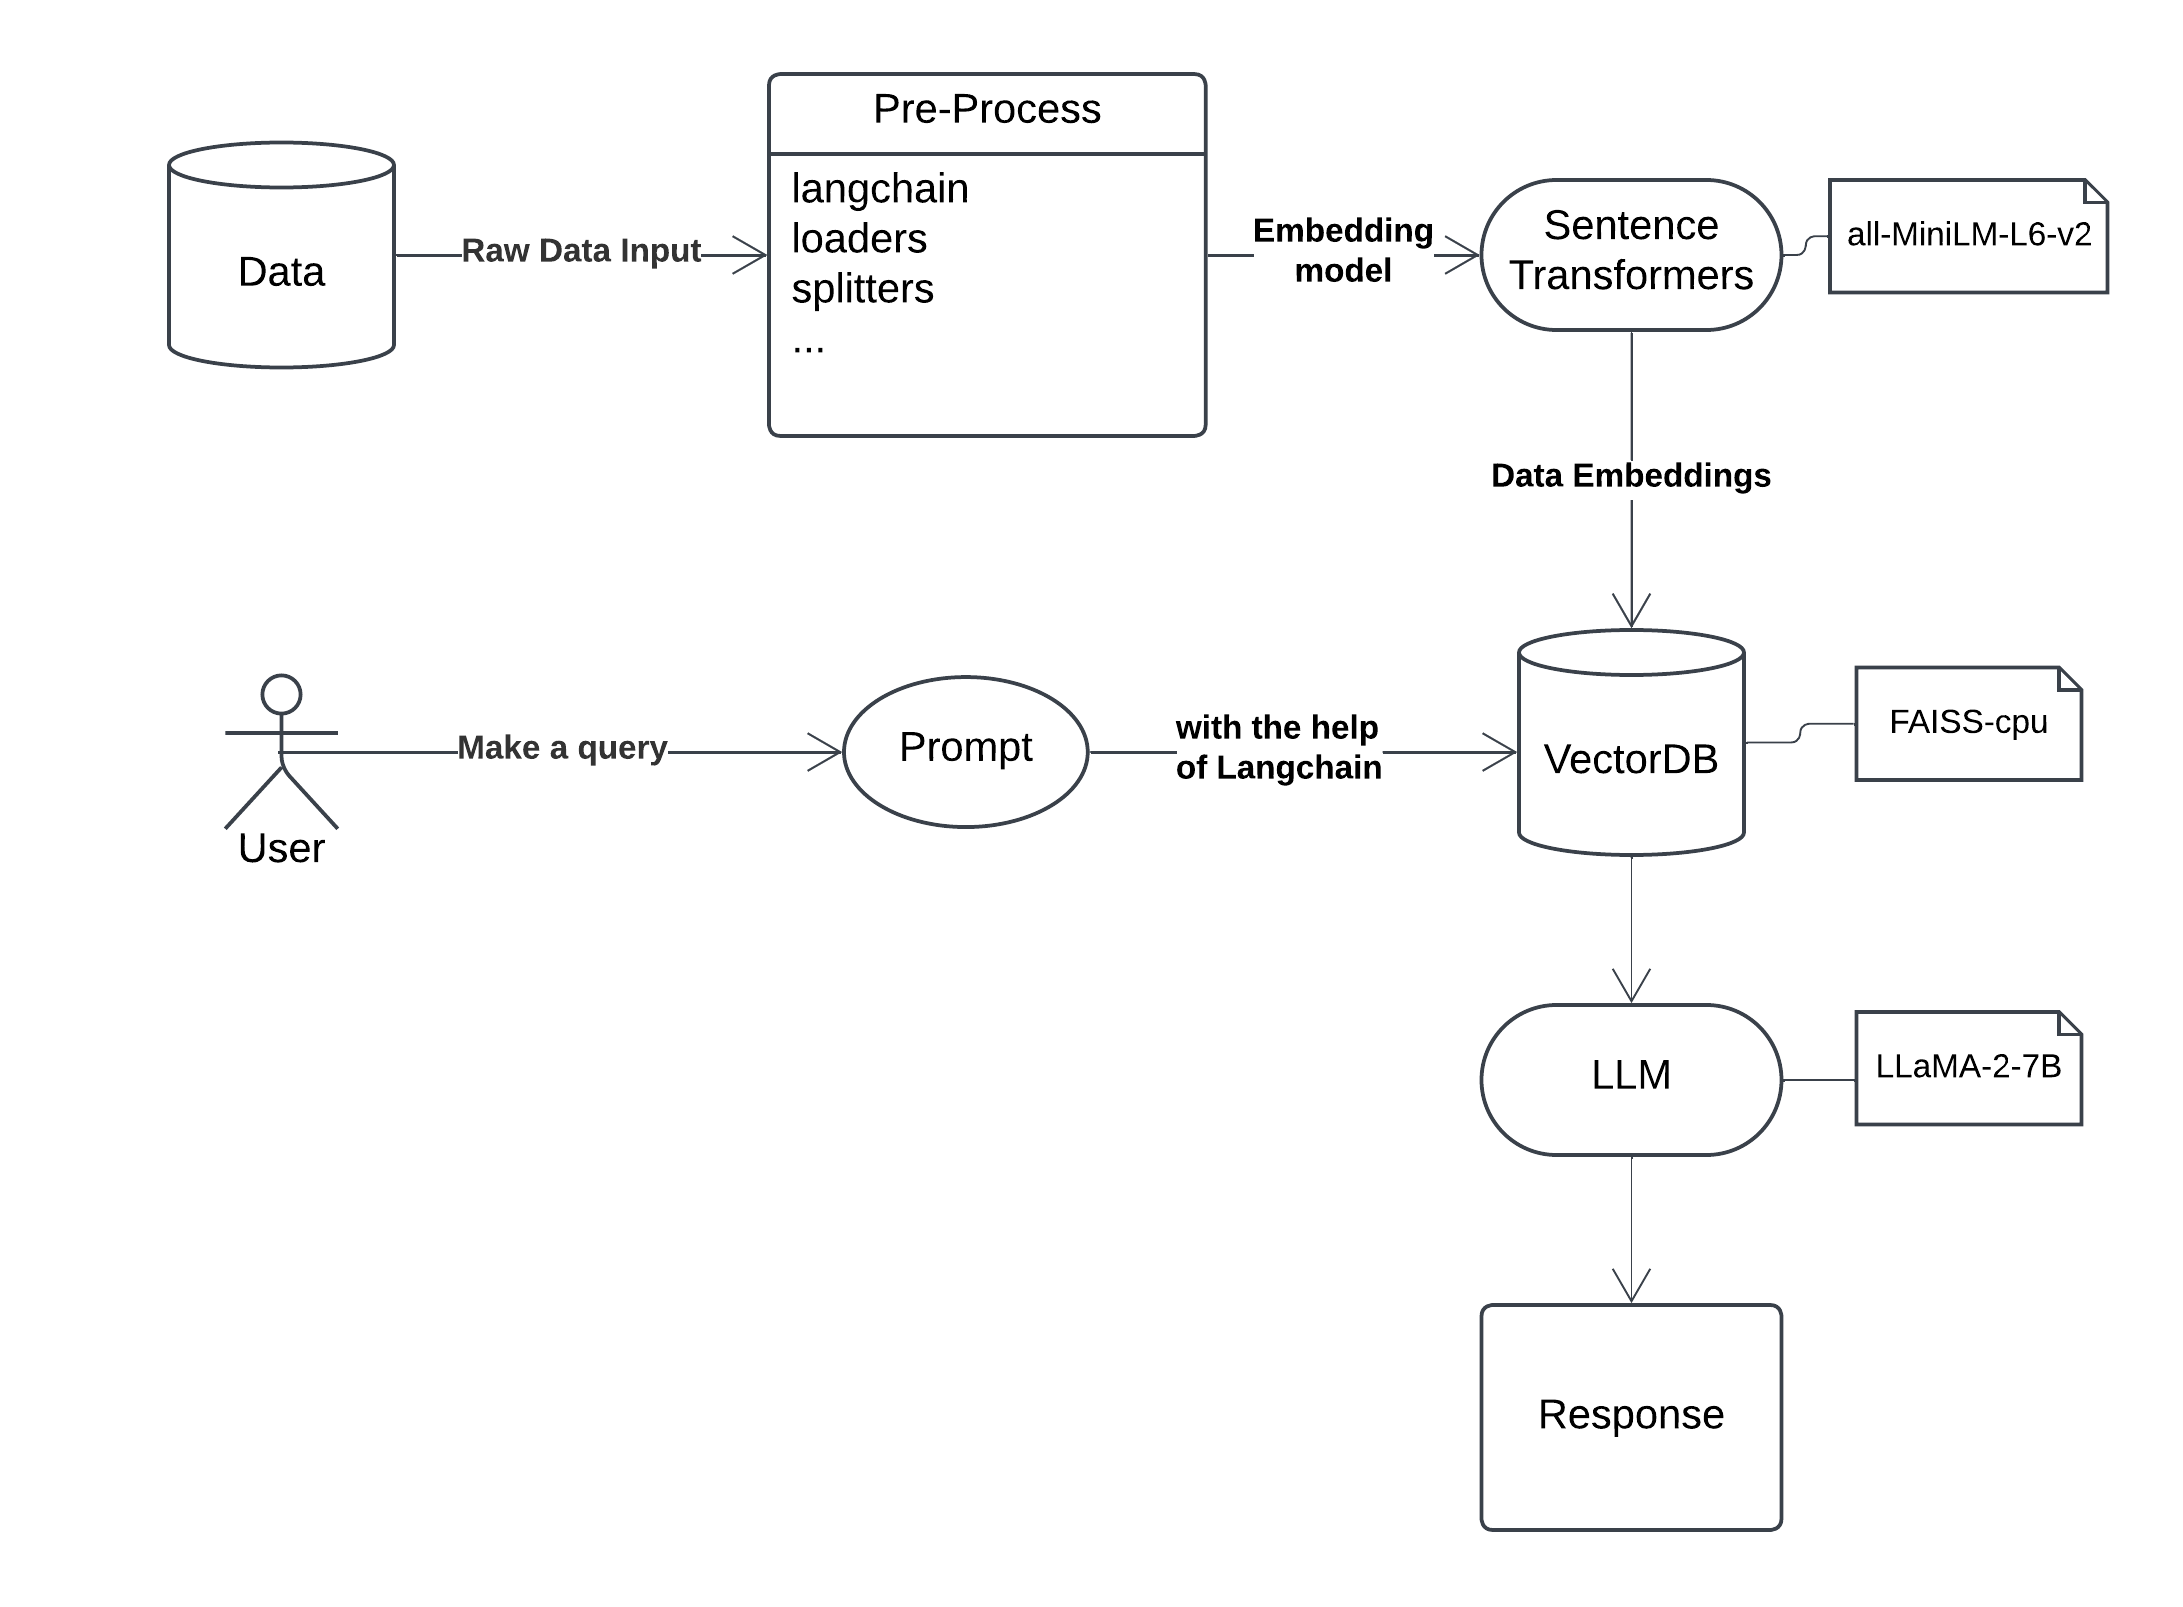 Pre-Process
langchain
loaders
splitters
...
Data
Raw Data Input
Embedding
model
Sentence
Transformers
all-MiniLM-L6-v2
Data Embeddings
User
Make a query
Prompt
with the help
of Langchain
VectorDB
FAISS-cpu
LLM
LLaMA-2-7B
Response